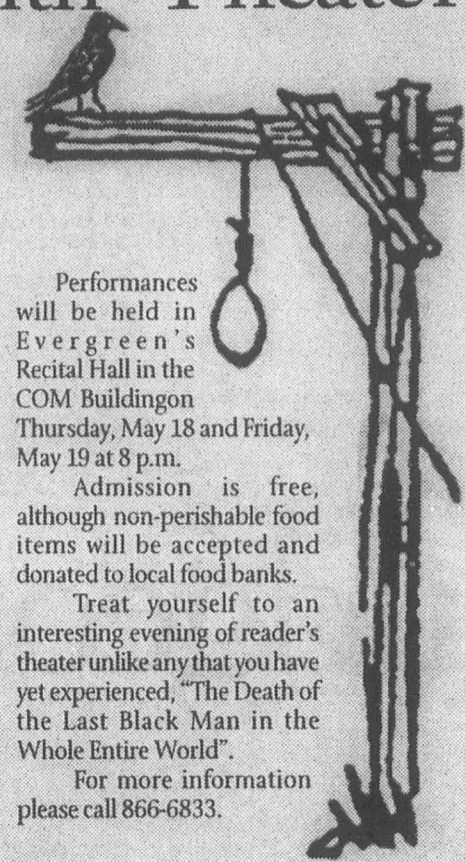 Theater
Performances
will be held in
Evergreen's
Recital Hall in the
COM Buildingon
Thursday, May 18 and Friday,
May 19 at 8 p.m.
Admission is free,
although non-perishable food
items will be accepted and
donated to local food banks.
Treat yourself to an
interesting evening of reader's
theater unlike any that you have
yet experienced, "The Death of
the Last Black Man in the
Whole Entire World".
For more information
please call 866-6833.